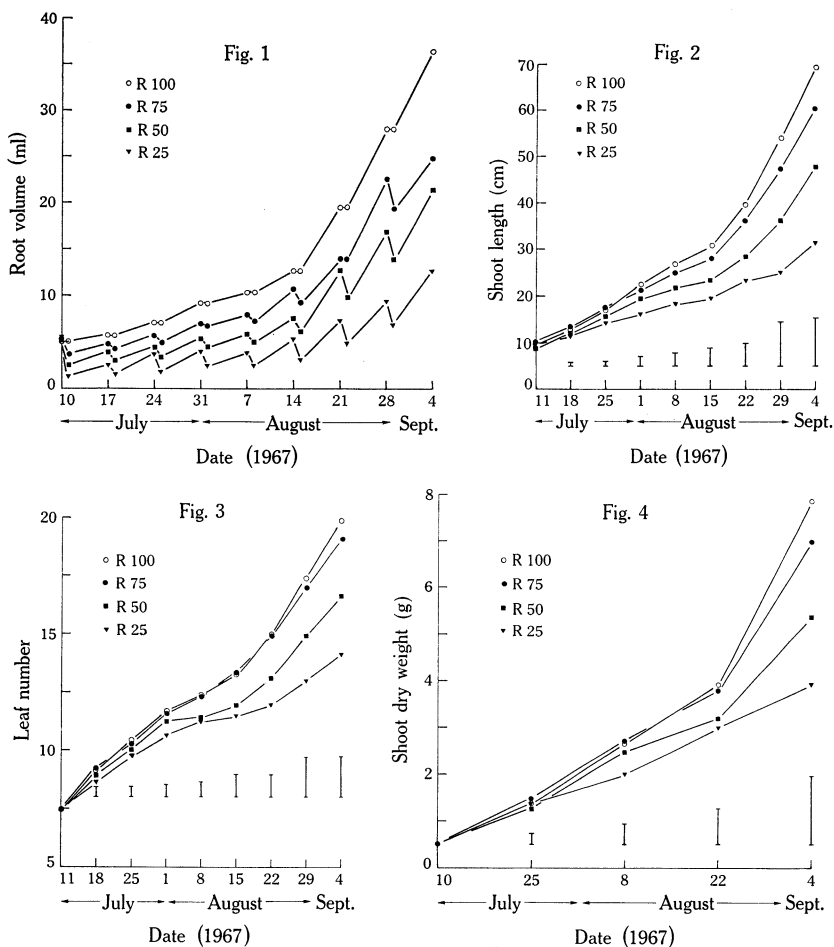 Fig. 1
Root volume (ml)
40
30
20
10
0
R 100
R 75
R 50
R 25
10 17 24 31 7 14 21 28 4
July August Sept.
Date (1967)
Fig. 2
Shoot length (cm)
70
60
50
40
30
20
10
0
R 100
R 75
R 50
R 25
11 18 25 1 8 15 22 29 4
July August Sept.
Date (1967)
Fig. 3
Leaf number
20
15
10
5
R 100
R 75
R 50
R 25
11 18 25 1 8 15 22 29 4
July August Sept.
Date (1967)
Fig. 4
Shoot dry weight (g)
8
6
4
2
0
R 100
R 75
R 50
R 25
10 25 8 22 4
July August Sept.
Date (1967)